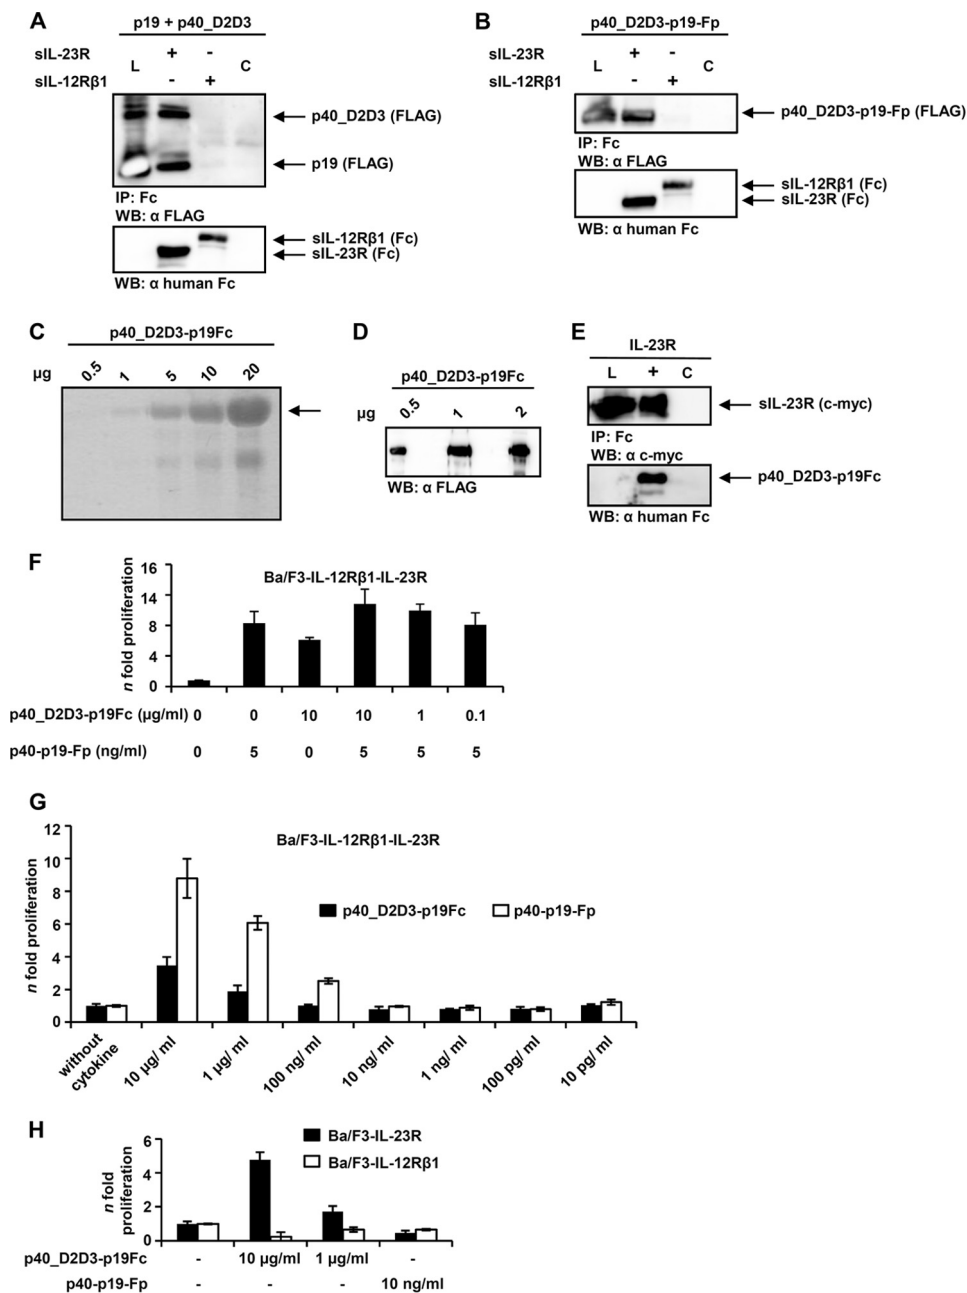 A
p19 + p40_D2D3
sIL-23R + -
L C
sIL-12Rβ1 - +
p40_D2D3 (FLAG)
p19 (FLAG)
IP: Fc
WB: α FLAG
sIL-12Rβ1 (Fc)
sIL-23R (Fc)
WB: α human Fc
B
p40_D2D3-p19-Fp
sIL-23R + -
L C
sIL-12Rβ1 - +
p40_D2D3-p19-Fp (FLAG)
IP: Fc
WB: α FLAG
sIL-12Rβ1 (Fc)
sIL-23R (Fc)
WB: α human Fc
C
p40_D2D3-p19Fc
µg 0.5 1 5 10 20
D
p40_D2D3-p19Fc
µg 0.5 1 2
WB: α FLAG
E
IL-23R
L + C
sIL-23R (c-myc)
IP: Fc
WB: α c-myc
p40_D2D3-p19Fc
WB: α human Fc
F
n fold proliferation
16
14
8
4
0
Ba/F3-IL-12Rβ1-IL-23R
p40_D2D3-p19Fc (µg/ml) 0 0 10 10 1 0.1
p40-p19-Fp (ng/ml) 0 5 0 5 5 5
G
n fold proliferation
12
10
8
6
4
2
0
Ba/F3-IL-12Rβ1-IL-23R
p40_D2D3-p19Fc p40-p19-Fp
without cytokine 10 µg/ ml 1 µg/ ml 100 ng/ ml 10 ng/ ml 1 ng/ ml 100 pg/ ml 10 pg/ ml
H
n fold
proliferation
6
4
2
0
Ba/F3-IL-23R
Ba/F3-IL-12Rβ1
p40_D2D3-p19Fc - 10 µg/ml 1 µg/ml -
p40-p19-Fp - - - 10 ng/ml